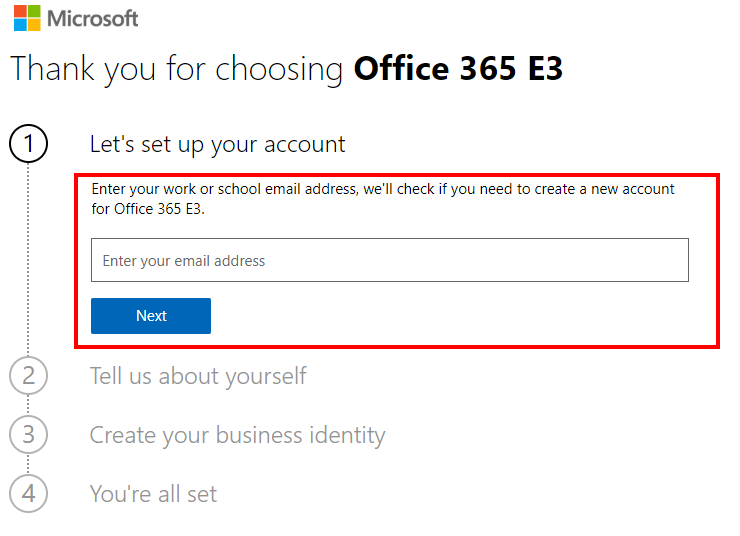 Microsoft
Thank you for choosing Office 365 E3
1
Let's set up your account
Enter your work or school email address, we'll check if you need to create a new account
for Office 365 E3.
Enter your email address
Next
2
Tell us about yourself
3
Create your business identity
4
You're all set